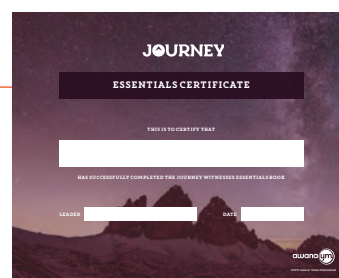 JOURNEY
ESSENTIALS CERTIFICATE
THIS IS TO CERTIFY THAT
HAS SUCCESSFULLY COMPLETED THE JOURNEY WITNESSES ESSENTIALS BOOK
LEADER DATE
awana ym